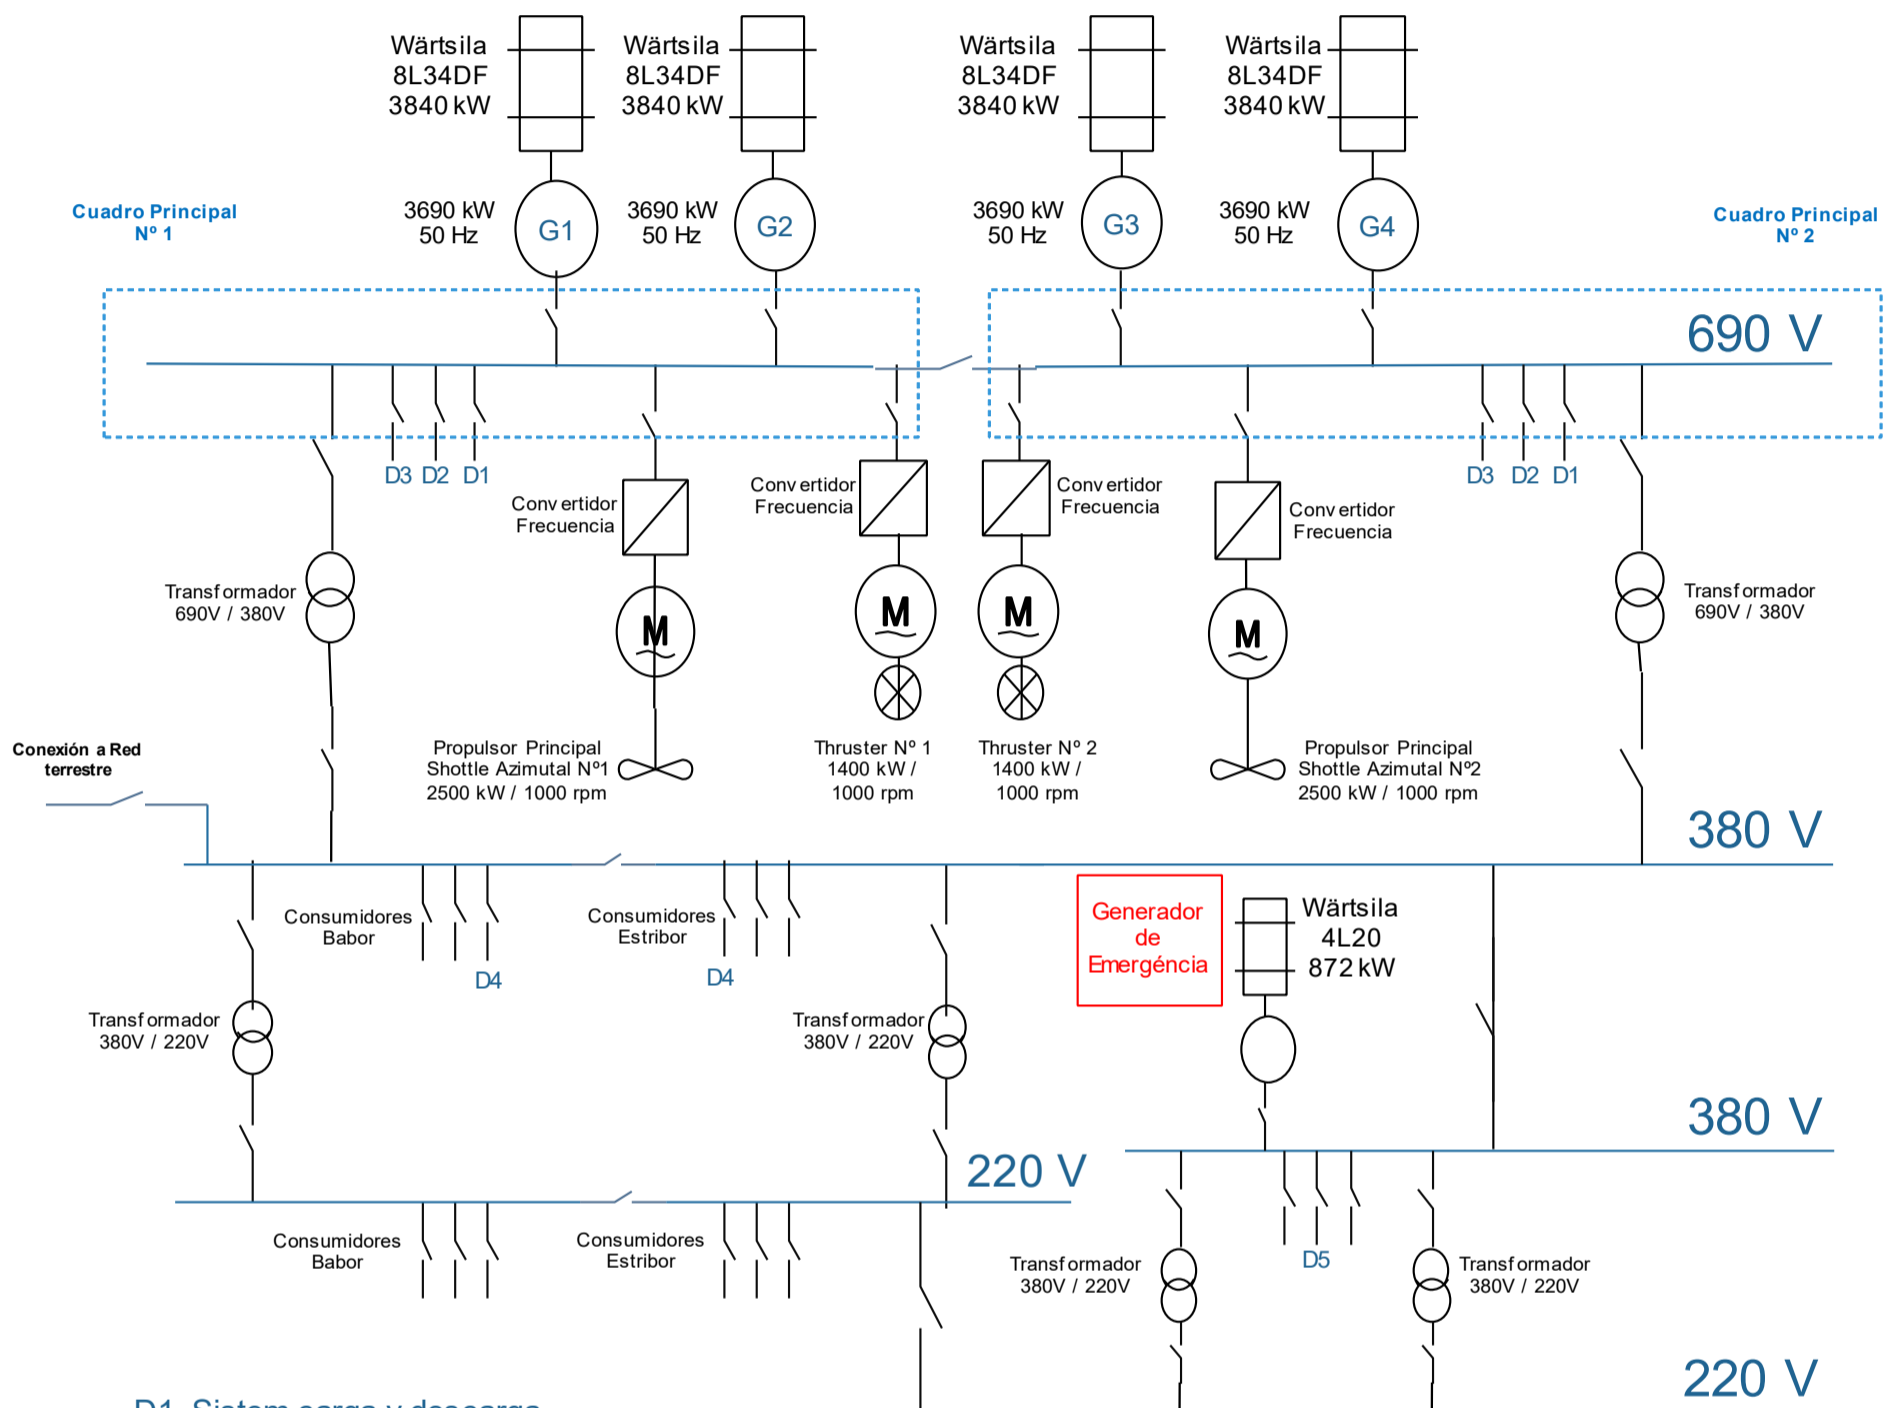 Wärtsila
8L34DF
3840 kW
Wärtsila
8L34DF
3840 kW
Wärtsila
8L34DF
3840 kW
Wärtsila
8L34DF
3840 kW
Cuadro Principal
Nº 1
3690 kW
50 Hz
G1
3690 kW
50 Hz
G2
3690 kW
50 Hz
G3
3690 kW
50 Hz
G4
Cuadro Principal
Nº 2
690 V
D3 D2 D1
Convertidor
Frecuencia
Convertidor
Frecuencia
Convertidor
Frecuencia
Convertidor
Frecuencia
D3 D2 D1
Transformador
690V / 380V
M
M
M
M
Transformador
690V / 380V
Conexión a Red
terrestre
Propulsor Principal
Shottle Azimutal Nº1
2500 kW / 1000 rpm
Thruster Nº 1
1400 kW /
1000 rpm
Thruster Nº 2
1400 kW /
1000 rpm
Propulsor Principal
Shottle Azimutal Nº2
2500 kW / 1000 rpm
380 V
Consumidores
Babor
D4
Consumidores
Estribor
D4
Generador
de
Emergéncia
Wärtsila
4L20
872 kW
Transformador
380V / 220V
Transformador
380V / 220V
380 V
220 V
Consumidores
Babor
Consumidores
Estribor
Transformador
380V / 220V
D5
Transformador
380V / 220V
220 V
D1 Sistem carga y descarga